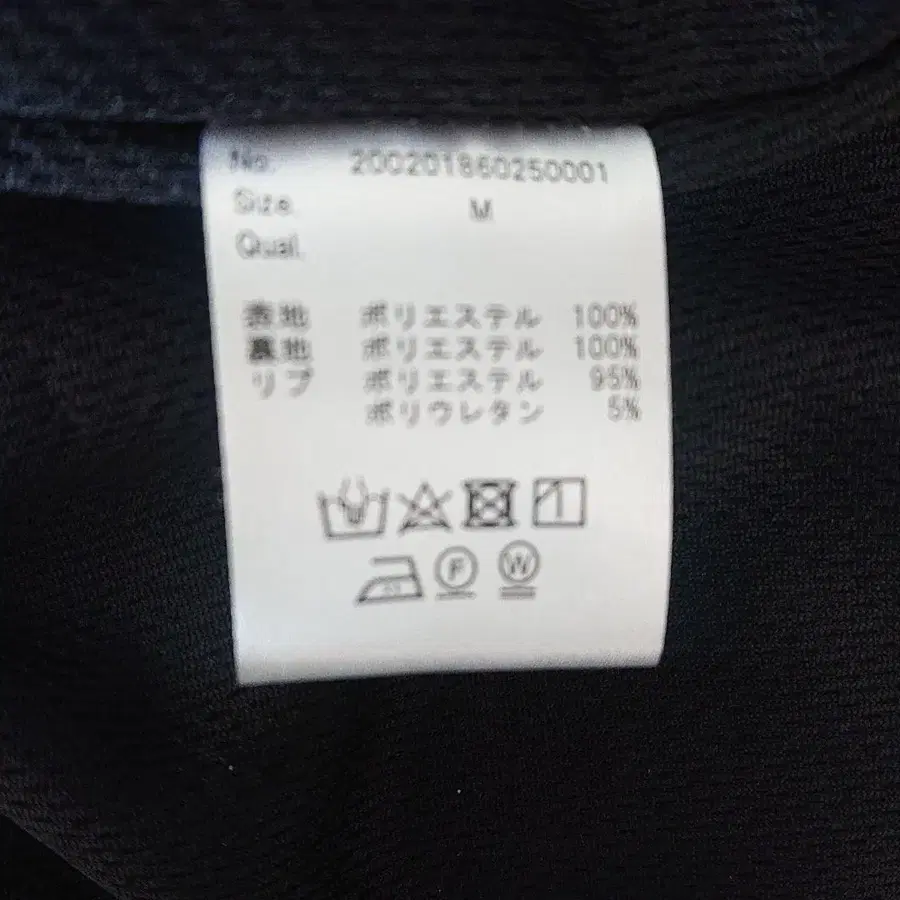 No. 200201860250001
Size. M
Qual.
表地 ポリエステル 100%
裏地 ポリエステル 100%
リブ ポリエステル 95%
ポリウレタン 5%
F W